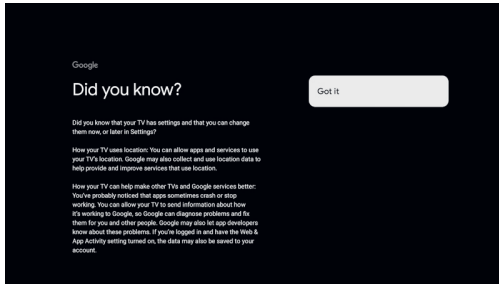 Google
Did you know?
Got it
Did you know that your TV has settings and that you can change
them now, or later in Settings?
How your TV uses location: You can allow apps and services to use
your TV's location. Google may also collect and use location data to
help provide and improve services that use location.
How your TV can help make other TVs and Google services better:
You've probably noticed that apps sometimes crash or stop
working. You can allow your TV to send information about how
it's working to Google, so Google can diagnose problems and fix
them for you and other people. Google may also let app developers
know about these problems. If you're logged in and have the Web &
App Activity setting turned on, the data may also be saved to your
account.